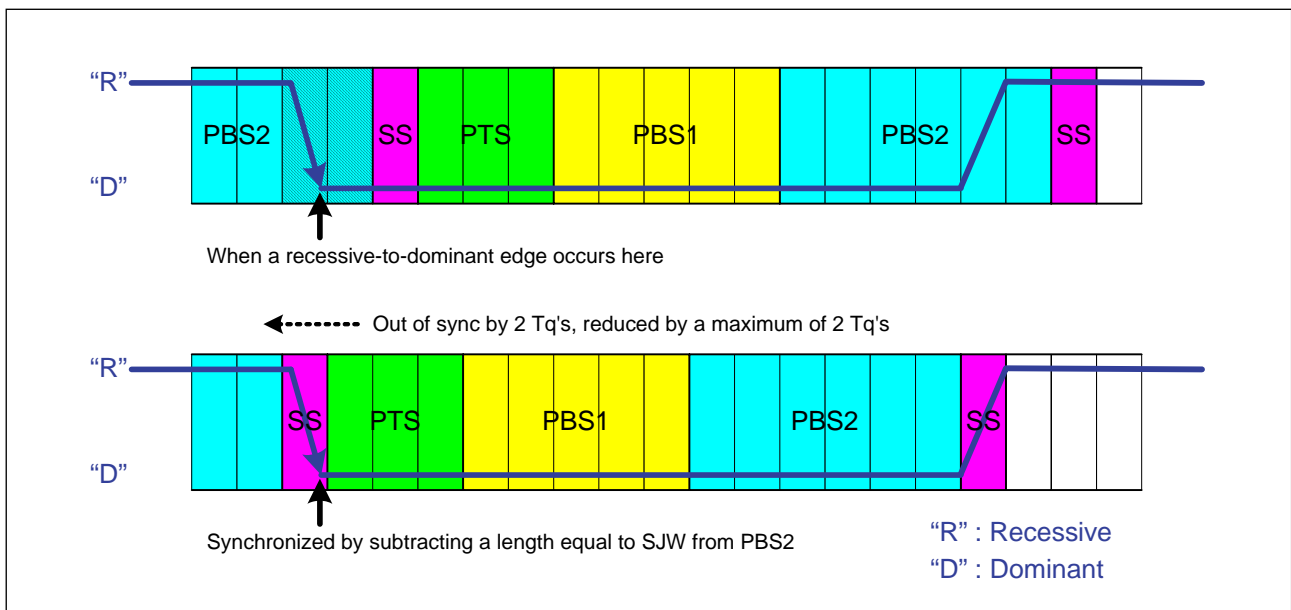 “R”
PBS2 SS PTS PBS1 PBS2 SS
“D”
When a recessive-to-dominant edge occurs here
Out of sync by 2 Tq's, reduced by a maximum of 2 Tq's
“R”
SS PTS PBS1 PBS2 SS
“D”
Synchronized by subtracting a length equal to SJW from PBS2
“R” : Recessive
“D” : Dominant